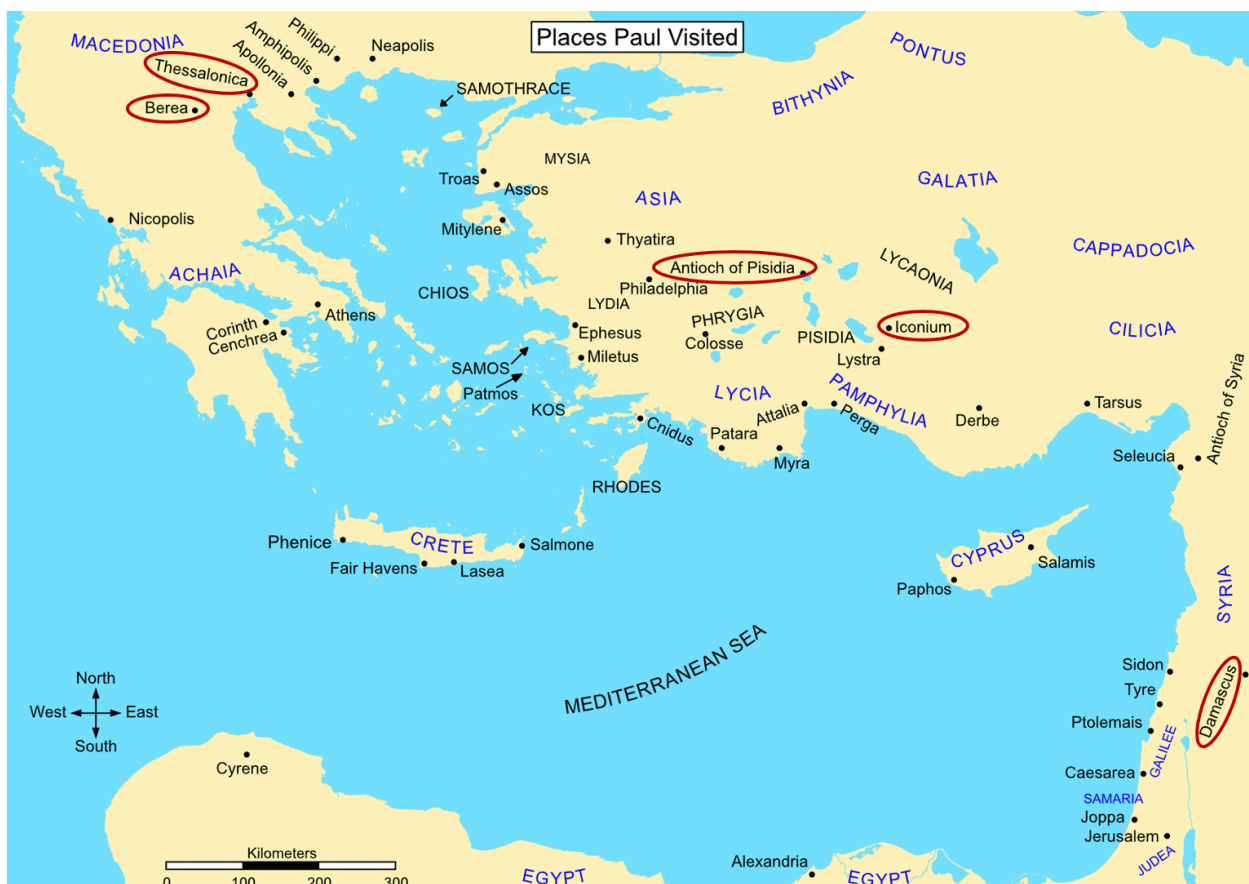 Places Paul Visited
MACEDONIA
Thessalonica
Berea
Apollonia
Amphipolis
Philippi
Neapolis
SAMOTHRACE
BITHYNIA
PONTUS
MYSIA
Troas
Assos
ASIA
GALATIA
Nicopolis
Mitylene
Thyatira
CAPPADOCIA
ACHAIA
CHIOS
Antioch of Pisidia
LYCAONIA
Philadelphia
LYDIA
Athens
Corinth
Cenchrea
Ephesus
PHRYGIA
Colosse
PISIDIA
Iconium
CILICIA
Lystra
Miletus
SAMOS
Patmos
KOS
LYCIA
Attalia
PAMPHYLIA
Perga
Derbe
Tarsus
Antioch of Syria
Cnidus
Patara
Myra
Seleucia
RHODES
Phenice
CRETE
Salmone
Fair Havens
Lasea
CYPRUS
Salamis
Paphos
SYRIA
MEDITERRANEAN SEA
Sidon
Tyre
Damascus
Ptolemais
GALILEE
North
West
East
South
Cyrene
Caesarea
SAMARIA
Joppa
Jerusalem
JUDEA
Kilometers
0 100 200 300
EGYPT
Alexandria
EGYPT